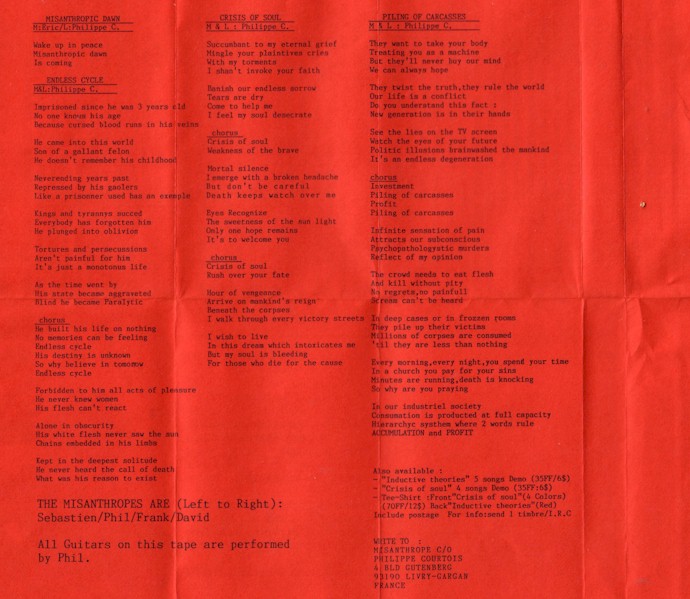 MISANTHROPIC DAWN
M:Eric/L:Philippe C.
Wake up in peace
Misanthropic dawn
Is coming
ENDLESS CYCLE
M&L:Philippe C.
Imprisoned since he was 3 years old
No one knows his age
Because cursed blood runs in his veins
He came into this world
Son of a gallant felon
He doesn't remember his childhood
Neverending years past
Repressed by his gaolers
Like a prisoner used has an exemple
Kings and tyrannys succed
Everybody has forgotten him
He plunged into oblivion
Tortures and persecussions
Aren't painful for him
It's just a monotonous life
As the time went by
His state became aggraveted
Blind he became Paralytic
chorus
He built his life on nothing
No memories can be feeling
Endless cycle
His destiny is unknown
So why believe in tomorow
Endless cycle
Forbidden to him all acts of pleasure
He never knew women
His flesh can't react
Alone in obscurity
His white flesh never saw the sun
Chains embedded in his limbs
Kept in the deepest solitude
He never heard the call of death
What was his reason to exist
THE MISANTHROPES ARE (Left to Right):
Sebastien/Phil/Frank/David
All Guitars on this tape are performed
by Phil.
CRISIS OF SOUL
M & L : Philippe C.
Succumbant to my eternal grief
Mingle your plaintives cries
With my torments
I shan't invoke your faith
Banish our endless sorrow
Tears are dry
Come to help me
I feel my soul desecrate
chorus
Crisis of soul
Weakness of the brave
Mortal silence
I emerge with a broken headache
But don't be careful
Death keeps watch over me
Eyes Recognize
The sweetness of the sun light
Only one hope remains
It's to welcome you
chorus
Crisis of soul
Rush over your fate
Hour of vengeance
Arrive on mankind's reign
Beneath the corpses
I walk through every victory streets
I wish to live
In this dream which intoxicates me
But my soul is bleeding
For those who die for the cause
PILING OF CARCASSES
M & L : Philippe C.
They want to take your body
Treating you as a machine
But they'll never buy our mind
We can always hope
They twist the truth,they rule the world
Our life is a conflict
Do you understand this fact :
New generation is in their hands
See the lies on the TV screen
Watch the eyes of your future
Politic illusions brainwashed the mankind
It's an endless degeneration
chorus
Investment
Piling of carcasses
Profit
Piling of carcasses
Infinite sensation of pain
Attracts our subconscious
Psychopathologystic murders
Reflect of my opinion
The crowd needs to eat flesh
And kill without pity
No regrets,no painfull
Scream can't be heard
In deep cases or in frozen rooms
They pile up their victims
Millions of corpses are consumed
'til they are less than nothing
Every morning,every night,you spend your time
In a church you pay for your sins
Minutes are running,death is knocking
So why are you praying
In our industriel society
Consumation is producted at full capacity
Hierarchyc systhem where 2 words rule
ACCUMULATION and PROFIT
Also available :
- "Inductive theories" 5 songs Demo (35FF/6$)
- "Crisis of soul" 4 songs Demo (35FF/6$)
- Tee-Shirt :Front"Crisis of soul"(4 Colors)
(70FF/12$) Back"Inductive theories"(Red)
Include postage For info:send 1 timbre/I.R.C
WRITE TO :
MISANTHROPE C/O
PHILIPPE COURTOIS
4 BLD GUTENBERG
93190 LIVRY-GARGAN
FRANCE